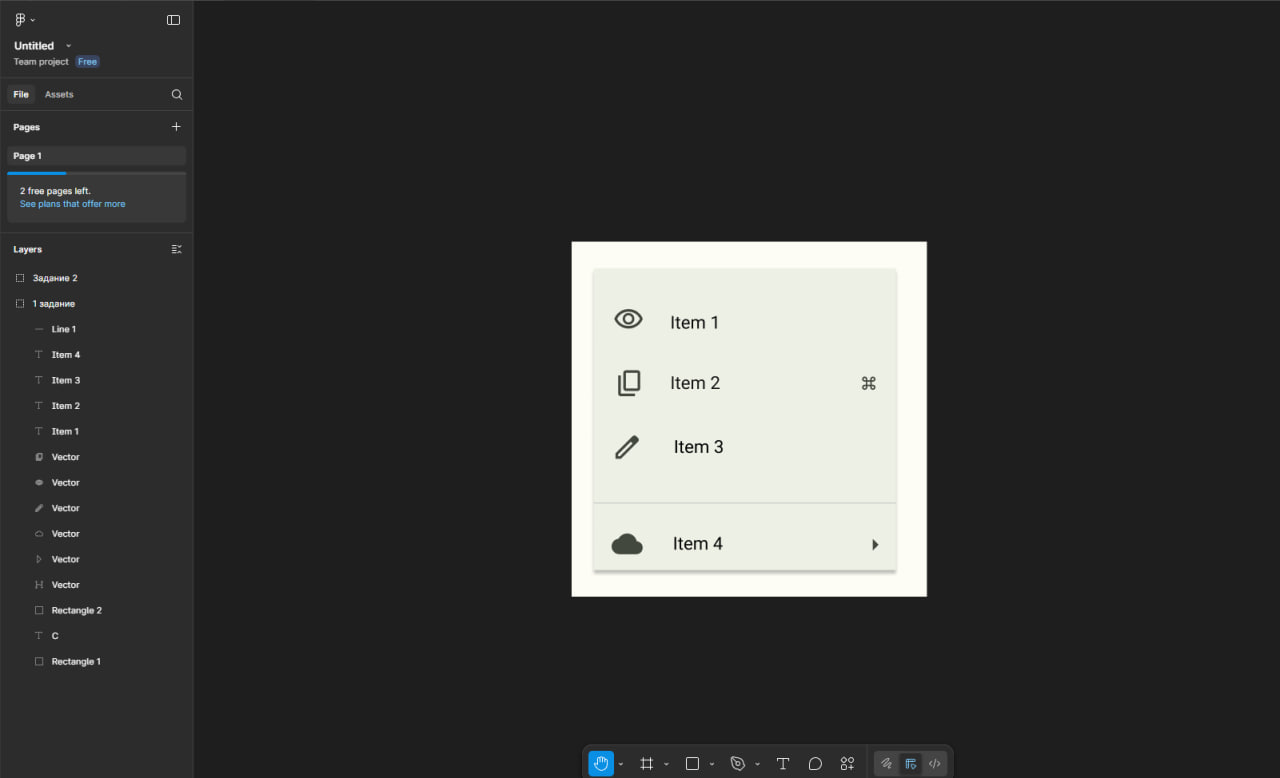 Untitled
Team project Free
File Assets
Pages
Page 1
2 free pages left.
See plans that offer more
Layers
Задание 2
1 задание
Line 1
Item 4
Item 3
Item 2
Item 1
Vector
Vector
Vector
Vector
Vector
Vector
Rectangle 2
C
Rectangle 1
Item 1
Item 2 ⌘
Item 3
Item 4